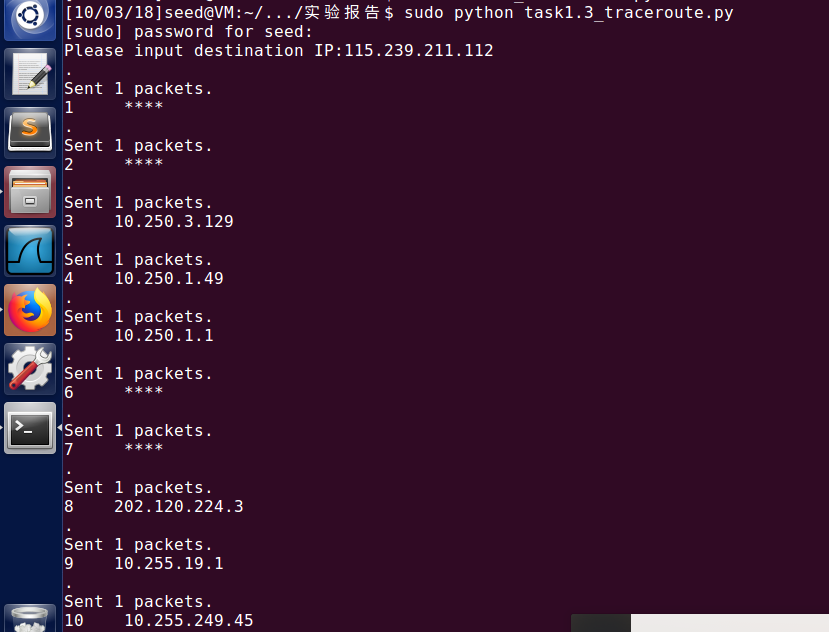 [10/03/18]seed@VM:~/.../实验报告$ sudo python task1.3_traceroute.py
[sudo] password for seed:
Please input destination IP:115.239.211.112
.
Sent 1 packets.
1     ****
.
Sent 1 packets.
2     ****
.
Sent 1 packets.
3    10.250.3.129
.
Sent 1 packets.
4    10.250.1.49
.
Sent 1 packets.
5    10.250.1.1
.
Sent 1 packets.
6     ****
.
Sent 1 packets.
7     ****
.
Sent 1 packets.
8    202.120.224.3
.
Sent 1 packets.
9    10.255.19.1
.
Sent 1 packets.
10    10.255.249.45